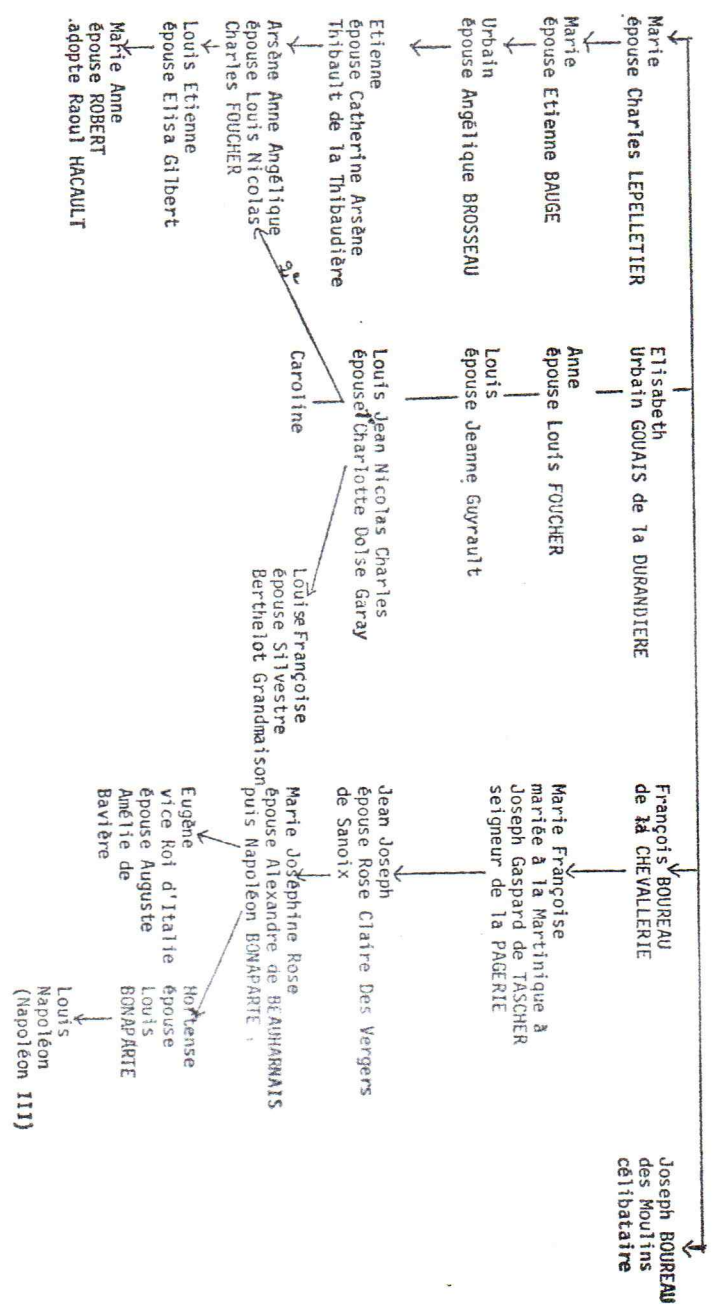 Marie
épouse Charles LEPELLETIER
Marie
épouse Etienne BAUGE
Urbain
épouse Angélique BROSSEAU
Etienne
épouse Catherine Arsène
Thibault de la Thibaudière
Arsène Anne Angélique
épouse Louis Nicolas
Charles FOUCHER
Louis Etienne
épouse Elisa Gilbert
Marie Anne
épouse ROBERT
adopte Raoul HACAULT
Elisabeth
Urbain GOUAIS de la DURANDIERE
Anne
épouse Louis FOUCHER
Louis
épouse Jeanne Guyrault
Louis Jean Nicolas Charles
épouse Charlotte Dolse Garay
Caroline
Louise Françoise
épouse Silvestre
Berthelot Grandmaison
François BOUREAU
de la CHEVALLERIE
Marie Françoise
mariée à la Martinique à
Joseph Gaspard de TASCHER
seigneur de la PAGERIE
Jean Joseph
épouse Rose Claire Des Vergers
de Sanoix
Marie Joséphine Rose
épouse Alexandre de BEAUHARNAIS
puis Napoléon BONAPARTE.
Eugène
vice Roi d'Italie
épouse Auguste
Amélie de
Bavière
Hortense
épouse
Louis
BONAPARTE
Louis
Napoléon
(Napoléon III)
Joseph BOUREAU
des Moulins
célibataire